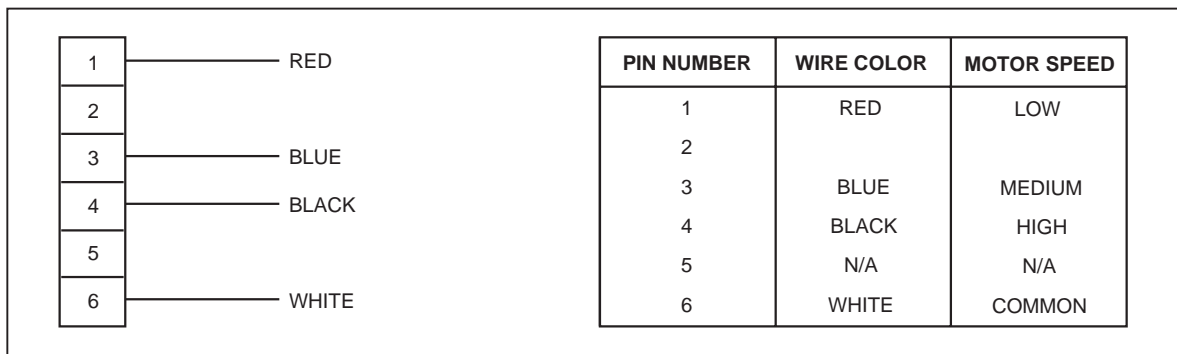 1 RED
2
3 BLUE
4 BLACK
5
6 WHITE
PIN NUMBER WIRE COLOR MOTOR SPEED
1 RED LOW
2
3 BLUE MEDIUM
4 BLACK HIGH
5 N/A N/A
6 WHITE COMMON